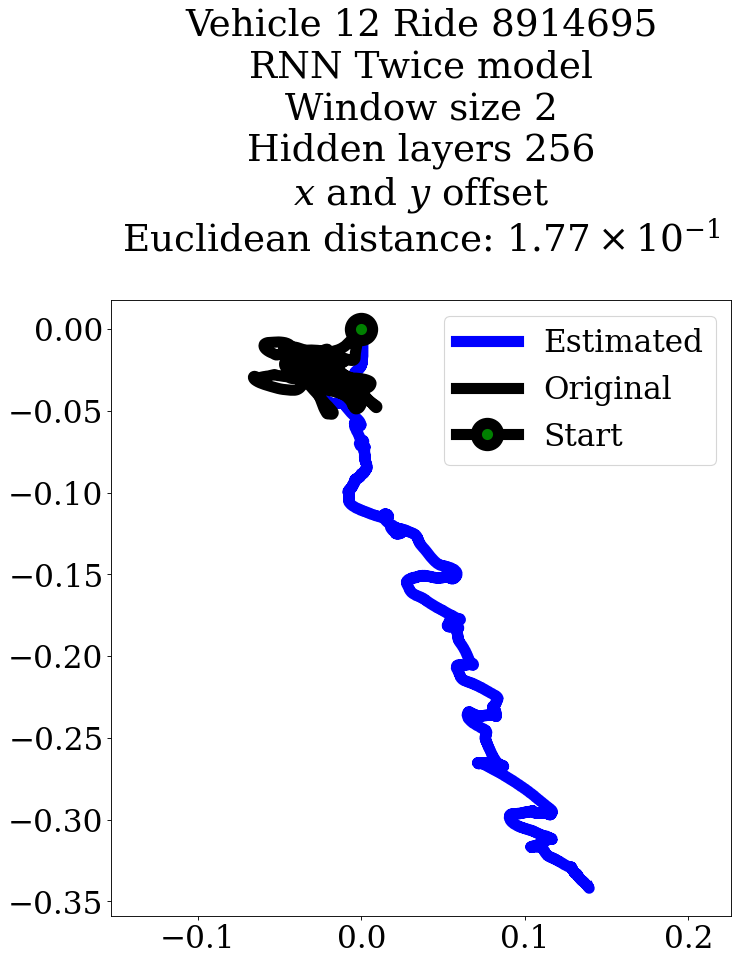 Vehicle 12 Ride 8914695
RNN Twice model
Window size 2
Hidden layers 256
x and y offset
Euclidean distance: 1.77 × 10⁻¹
Estimated
Original
Start
0.00
−0.05
−0.10
−0.15
−0.20
−0.25
−0.30
−0.35
−0.1 0.0 0.1 0.2